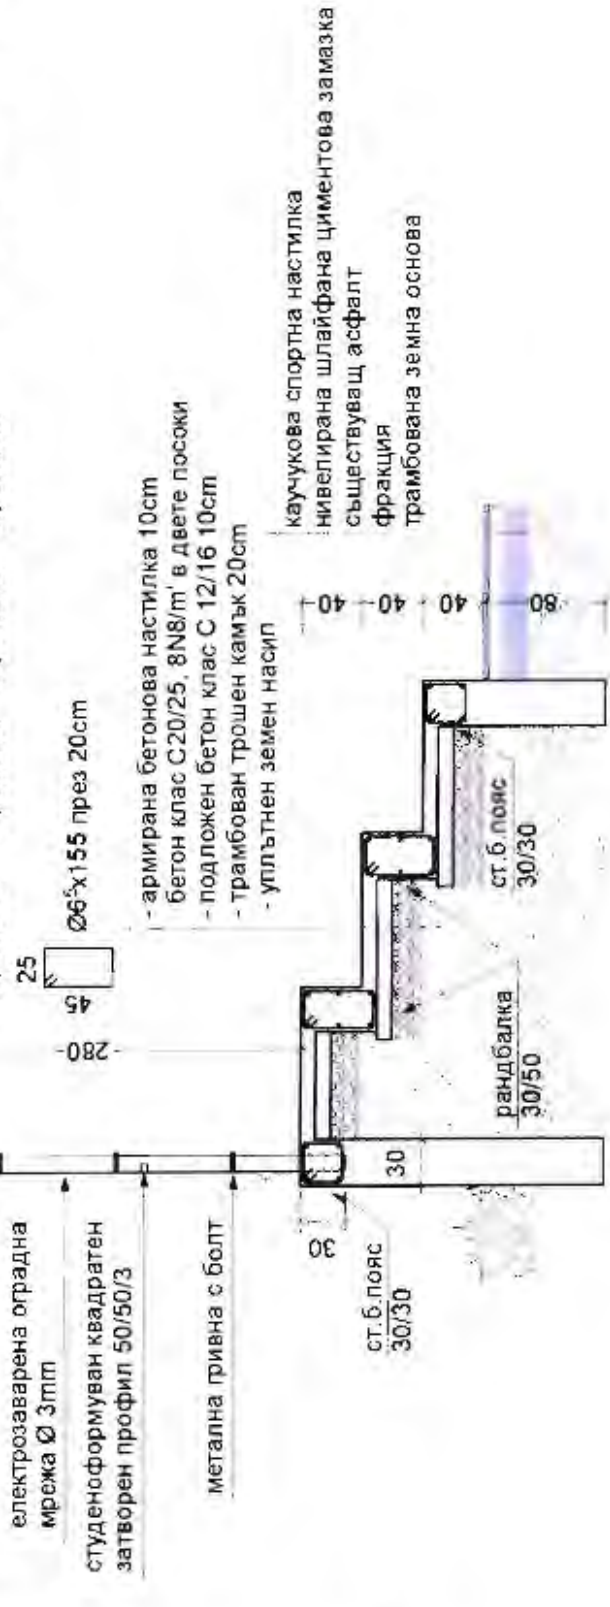 електрозаварена оградна
мрежа Ø 3mm
студеноформуван квадратен
затворен профил 50/50/3
метална гривна с болт
280
25
45
Ø6⁵x155 през 20cm
- армирана бетонова настилка 10cm
бетон клас C20/25, 8N8/m' в двете посоки
- подложен бетон клас C 12/16 10cm
- трамбован трошен камък 20cm
- уплътнен земен насип
каучукова спортна настилка
нивелирана шлайфана циментова замазка
съществуващ асфалт
фракция
трамбована земна основа
40
40
40
80
30
30
ст.б.пояс
30/30
рандбалка
30/50
ст.б.пояс
30/30